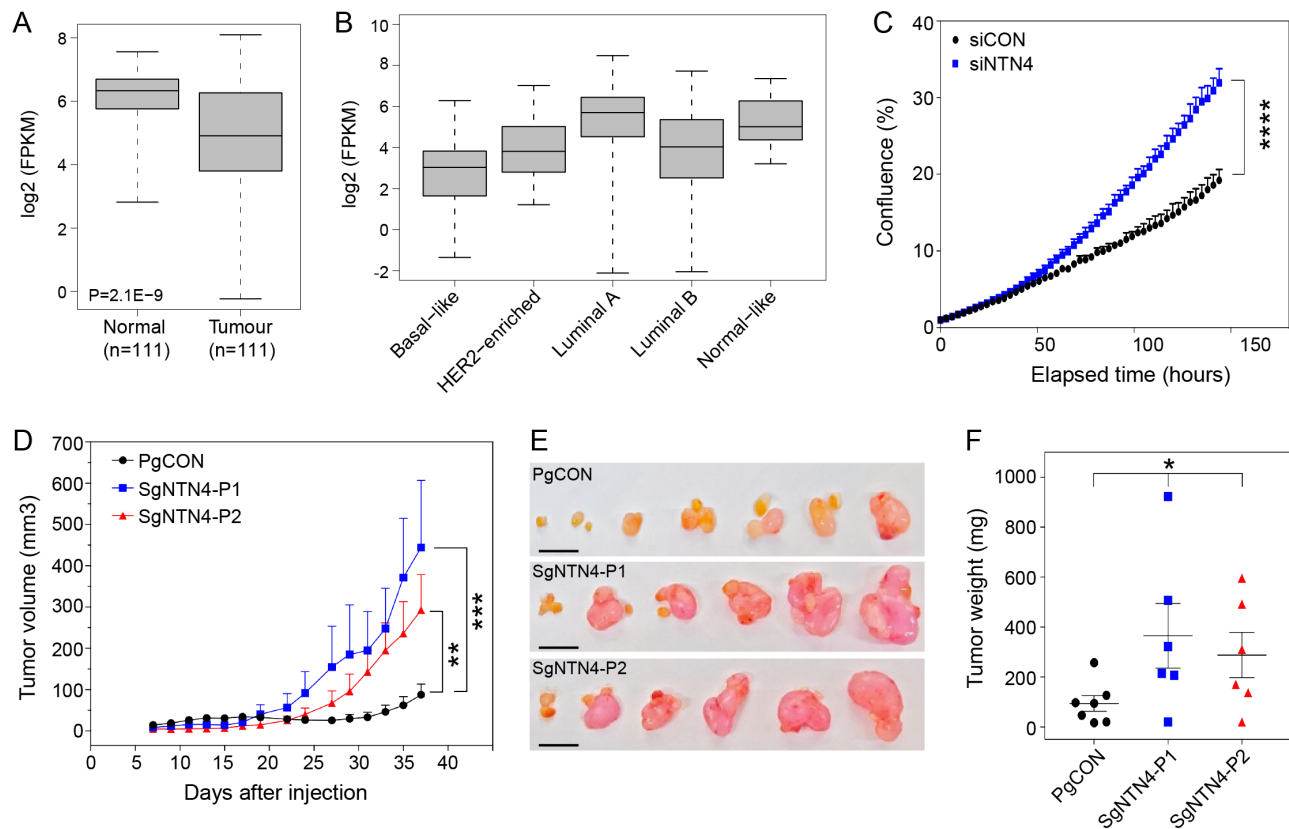 A
log2 (FPKM)
8
6
4
2
0
P=2.1E−9
Normal
(n=111)
Tumour
(n=111)
B
log2 (FPKM)
10
8
6
4
2
0
-2
Basal−like
HER2−enriched
Luminal A
Luminal B
Normal−like
C
siCON
siNTN4
Confluence (%)
40
30
20
10
0
0
50
100
150
Elapsed time (hours)
****
D
PgCON
SgNTN4-P1
SgNTN4-P2
Tumor volume (mm3)
700
600
500
400
300
200
100
0
0
5
10
15
20
25
30
35
40
45
Days after injection
**
***
E
PgCON
SgNTN4-P1
SgNTN4-P2
F
Tumor weight (mg)
1000
800
600
400
200
0
*
PgCON
SgNTN4-P1
SgNTN4-P2